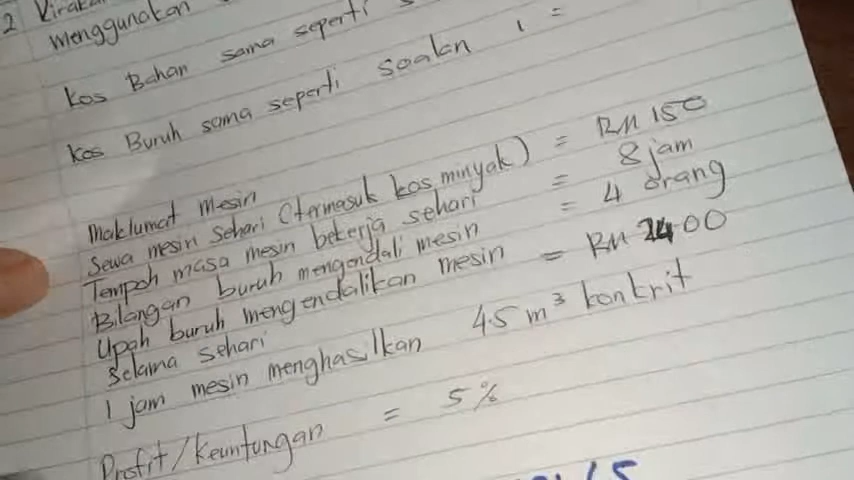 2 Kirakan
menggunakan
Kos Bahan sama seperti
Kos Buruh sama seperti soalan 1 =
Maklumat mesin
Sewa mesin sehari (termasuk kos minyak) = RM 150
Tempoh masa mesin bekerja sehari = 8 jam
Bilangan buruh mengendali mesin = 4 orang
Upah buruh mengendalikan mesin = RM 2400
Selama sehari
1 jam mesin menghasilkan 4.5 m³ konkrit
Profit/Keuntungan = 5%